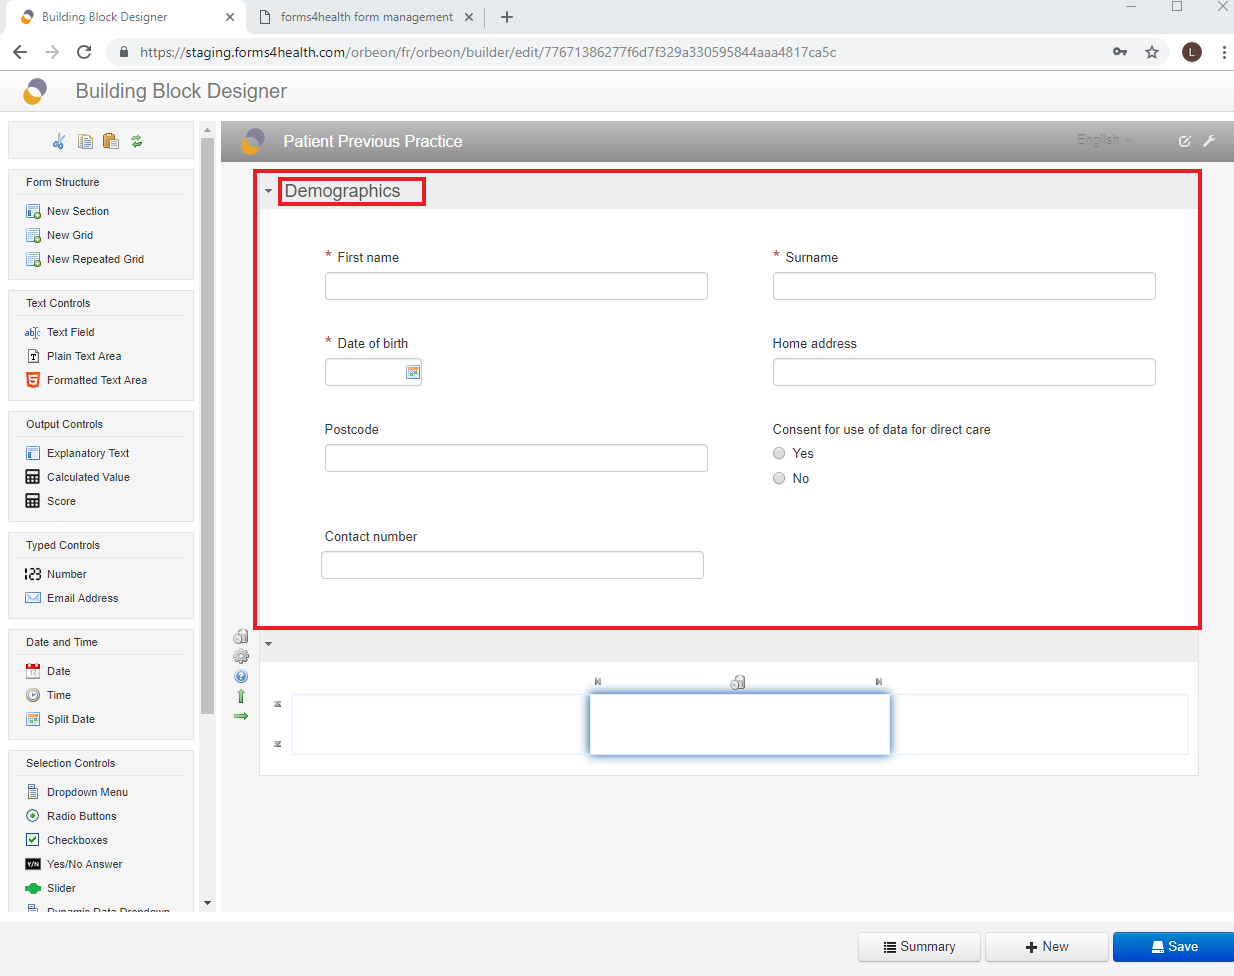 Building Block Designer
forms4health form management
https://staging.forms4health.com/orbeon/fr/orbeon/builder/edit/77671386277f6d7f329a330595844aaa4817ca5c
L
Building Block Designer
Form Structure
New Section
New Grid
New Repeated Grid
Text Controls
Text Field
Plain Text Area
Formatted Text Area
Output Controls
Explanatory Text
Calculated Value
Score
Typed Controls
Number
Email Address
Date and Time
Date
Time
Split Date
Selection Controls
Dropdown Menu
Radio Buttons
Checkboxes
Yes/No Answer
Slider
Dynamic Data Dropdown
Patient Previous Practice
English
Demographics
* First name
* Surname
* Date of birth
Home address
Postcode
Consent for use of data for direct care
Yes
No
Contact number
Summary
New
Save